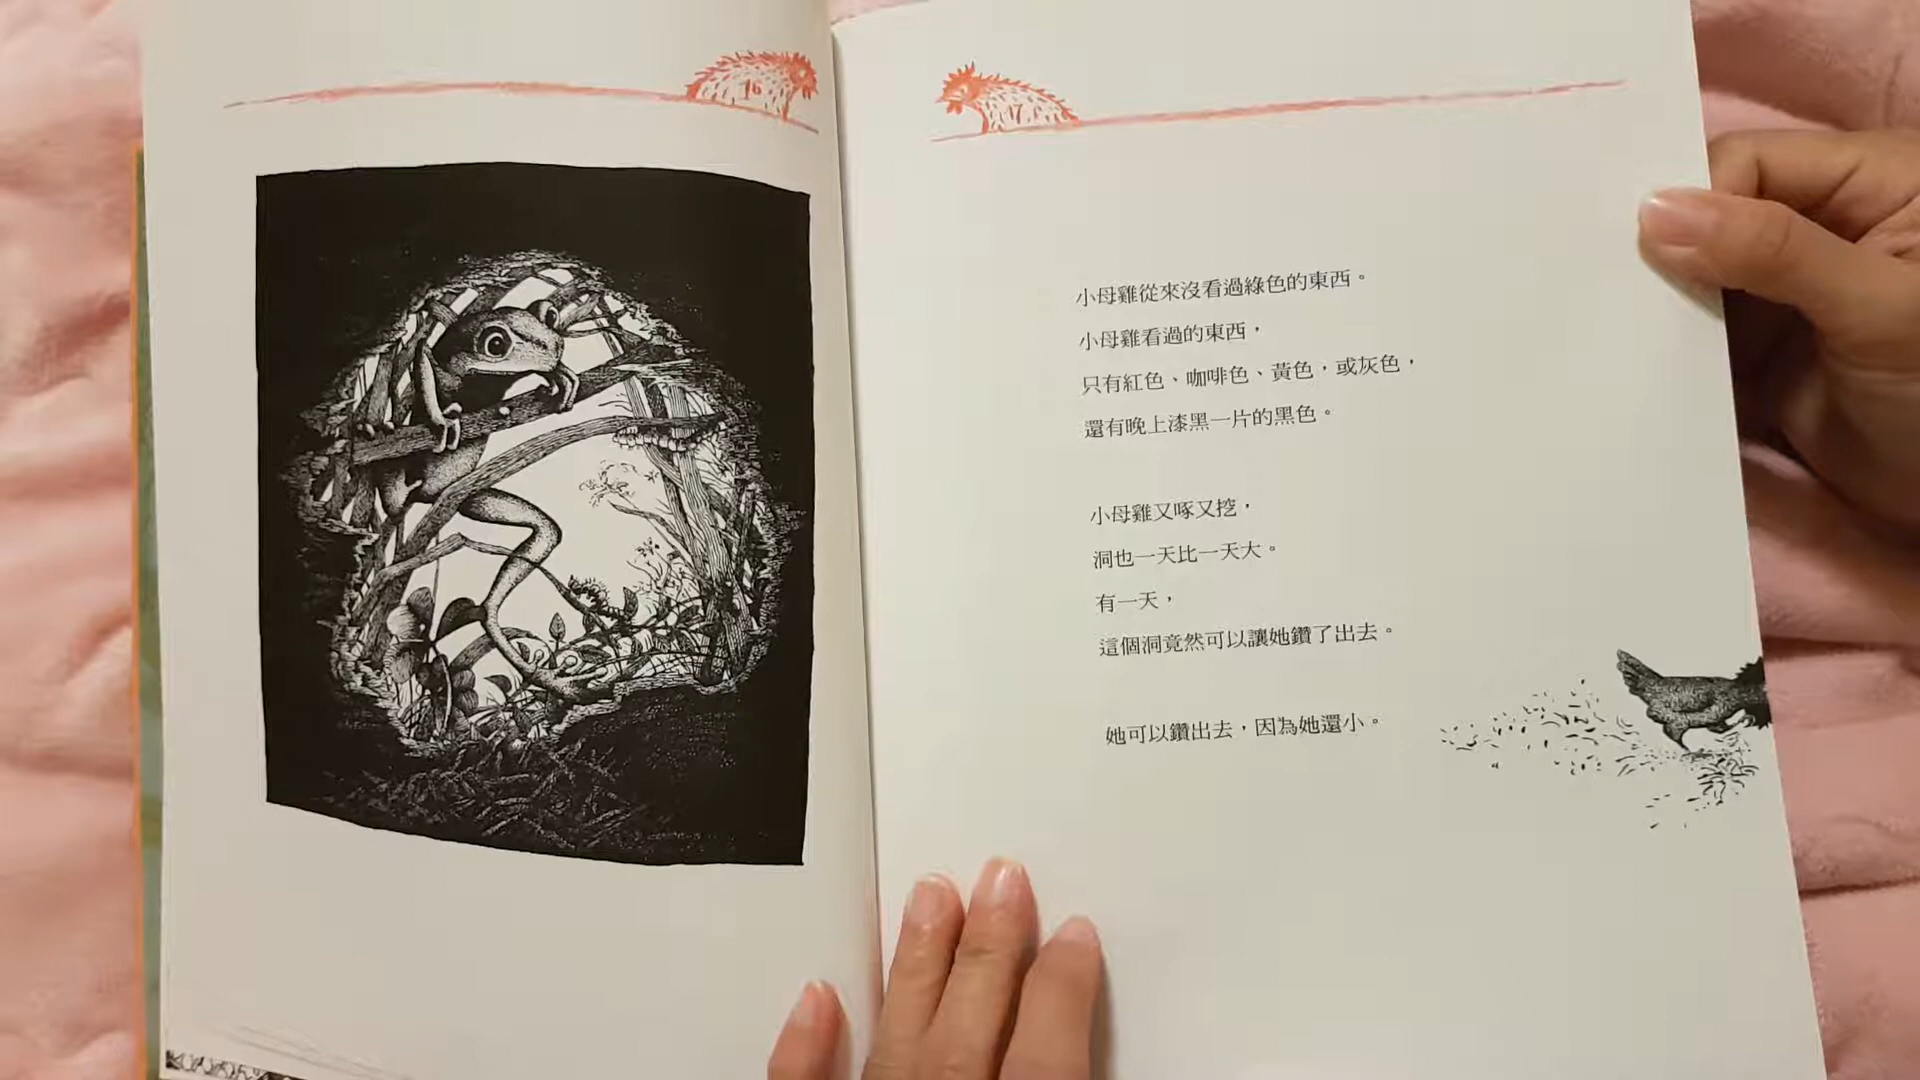 16
17
小母雞從來沒看過綠色的東西。
小母雞看過的東西，
只有紅色、咖啡色、黃色，或灰色，
還有晚上漆黑一片的黑色。
小母雞又啄又挖，
洞也一天比一天大。
有一天，
這個洞竟然可以讓她鑽了出去。
她可以鑽出去，因為她還小。